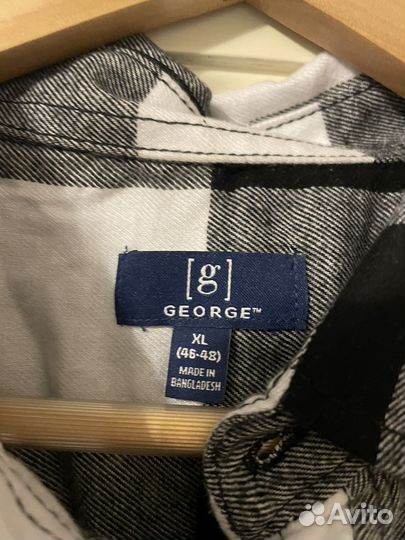 [g]
GEORGE™
XL
(46-48)
MADE IN
BANGLADESH
Avito